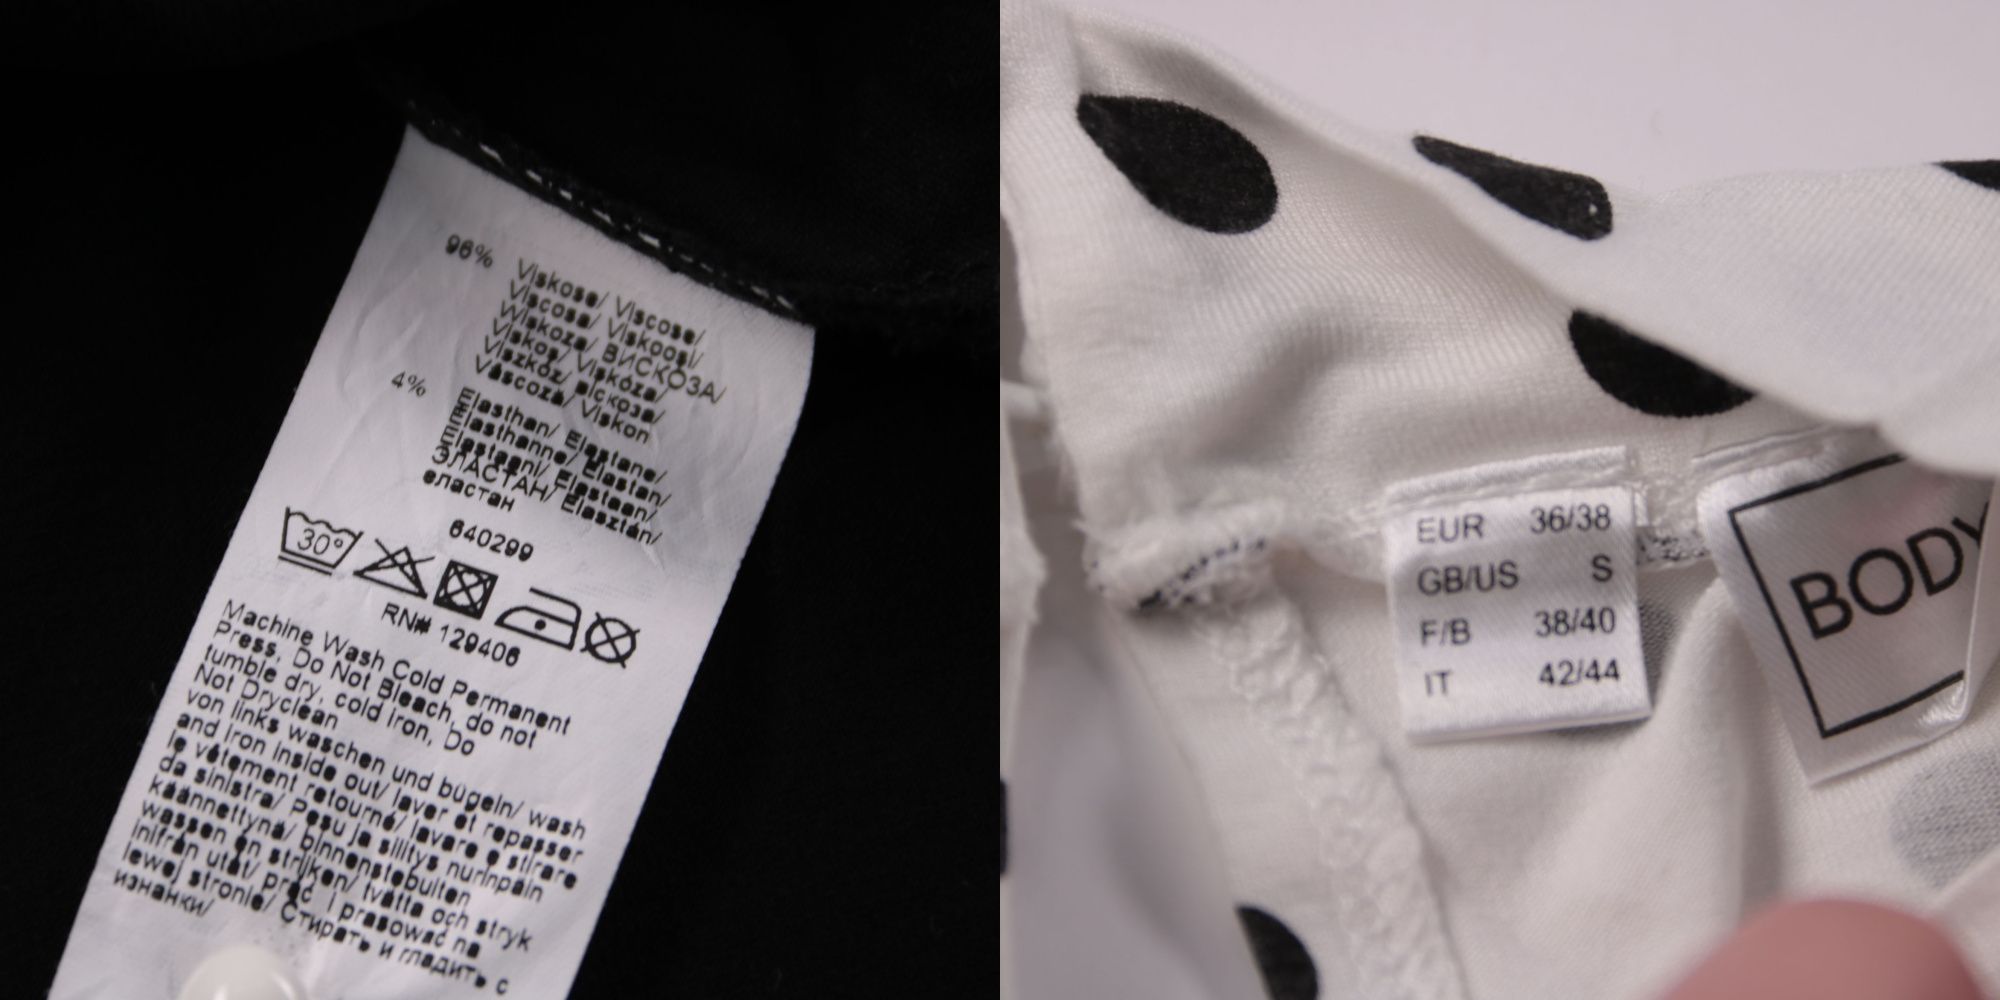 96% Viskose/ Viscose/
Viscosa/ Viskoosi/
Wiskoza/ ВИСКОЗА/
Viskos/ Viskóza/
Viszkóz/ вискоза/
Vâscoză/ Viskon
4% Elasthan/ Elastane/
Elasthanne/ Elastan/
Elastaani/ Elastaan/
ЭЛАСТАН/ Elasztán/
еластан
640299
30°
RN# 129406
Machine Wash Cold Permanent
Press, Do Not Bleach, do not
tumble dry, cold iron, Do
Not Dryclean
von links waschen und bügeln/ wash
and iron inside out/ laver et repasser
le vêtement retourné/ lavare e stirare
da sinistra/ Pesu ja silitys nurinpäin
käännettynä/ binnenstebuiten
wassen en strijken/ tvätta och stryk
inifrån utåt/ prać i prasować na
lewej stronie/ Стирать и гладить с
изнанки/
EUR 36/38
GB/US S
F/B 38/40
IT 42/44
BODY